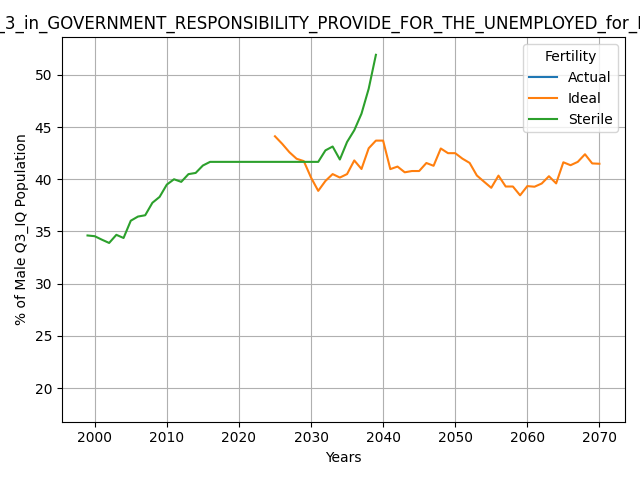 _3_in_GOVERNMENT_RESPONSIBILITY_PROVIDE_FOR_THE_UNEMPLOYED_for_
Fertility
Actual
Ideal
Sterile
50
45
40
35
30
25
20
% of Male Q3_IQ Population
2000 2010 2020 2030 2040 2050 2060 2070
Years